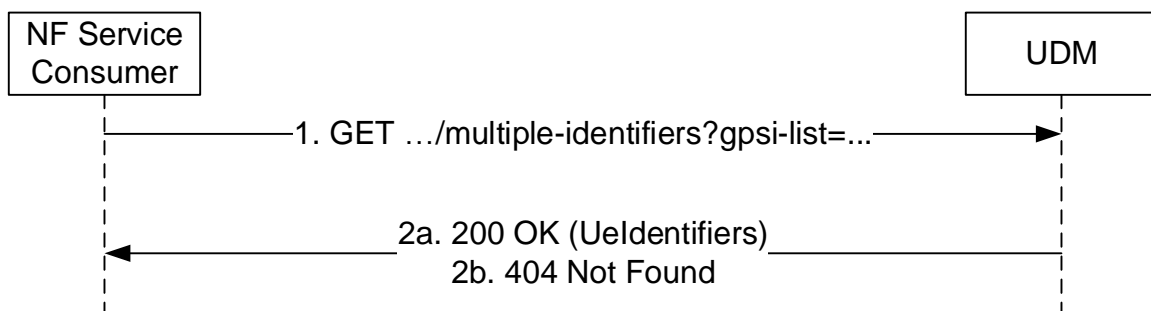 NF Service
Consumer
UDM
1. GET …/multiple-identifiers?gpsi-list=...
2a. 200 OK (UeIdentifiers)
2b. 404 Not Found